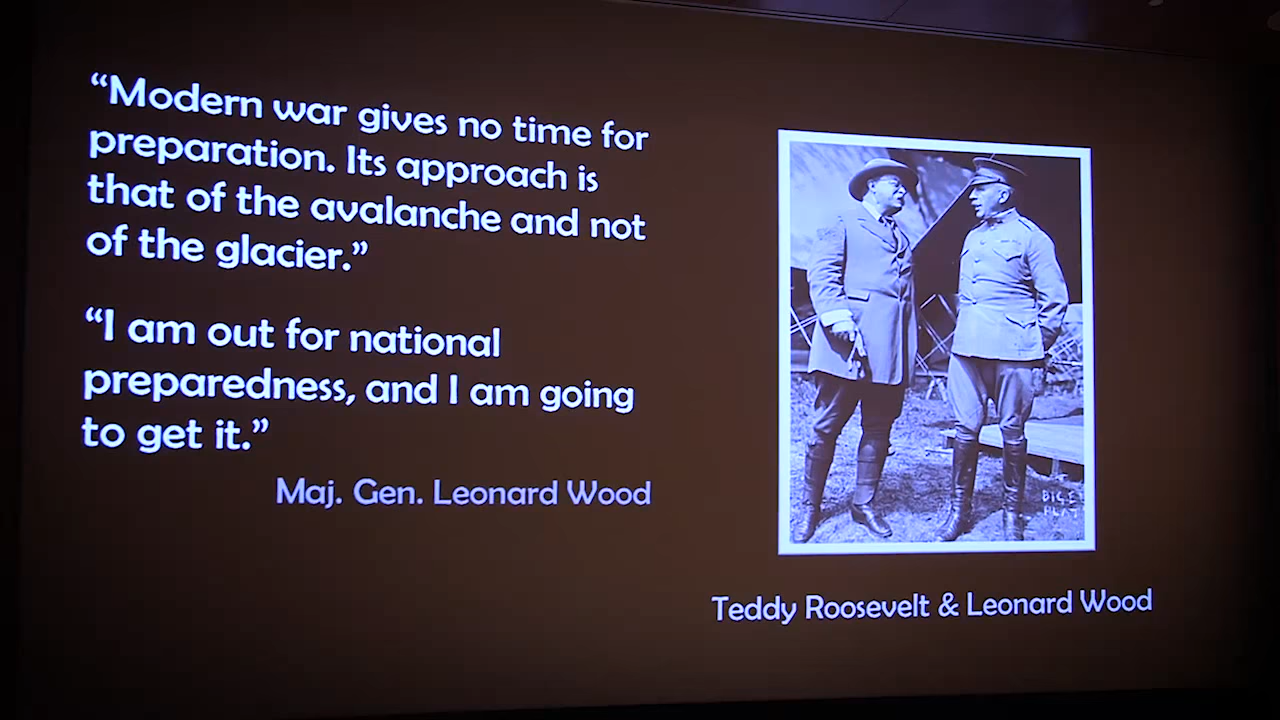 “Modern war gives no time for
preparation. Its approach is
that of the avalanche and not
of the glacier.”
“I am out for national
preparedness, and I am going
to get it.”
Maj. Gen. Leonard Wood
Teddy Roosevelt & Leonard Wood